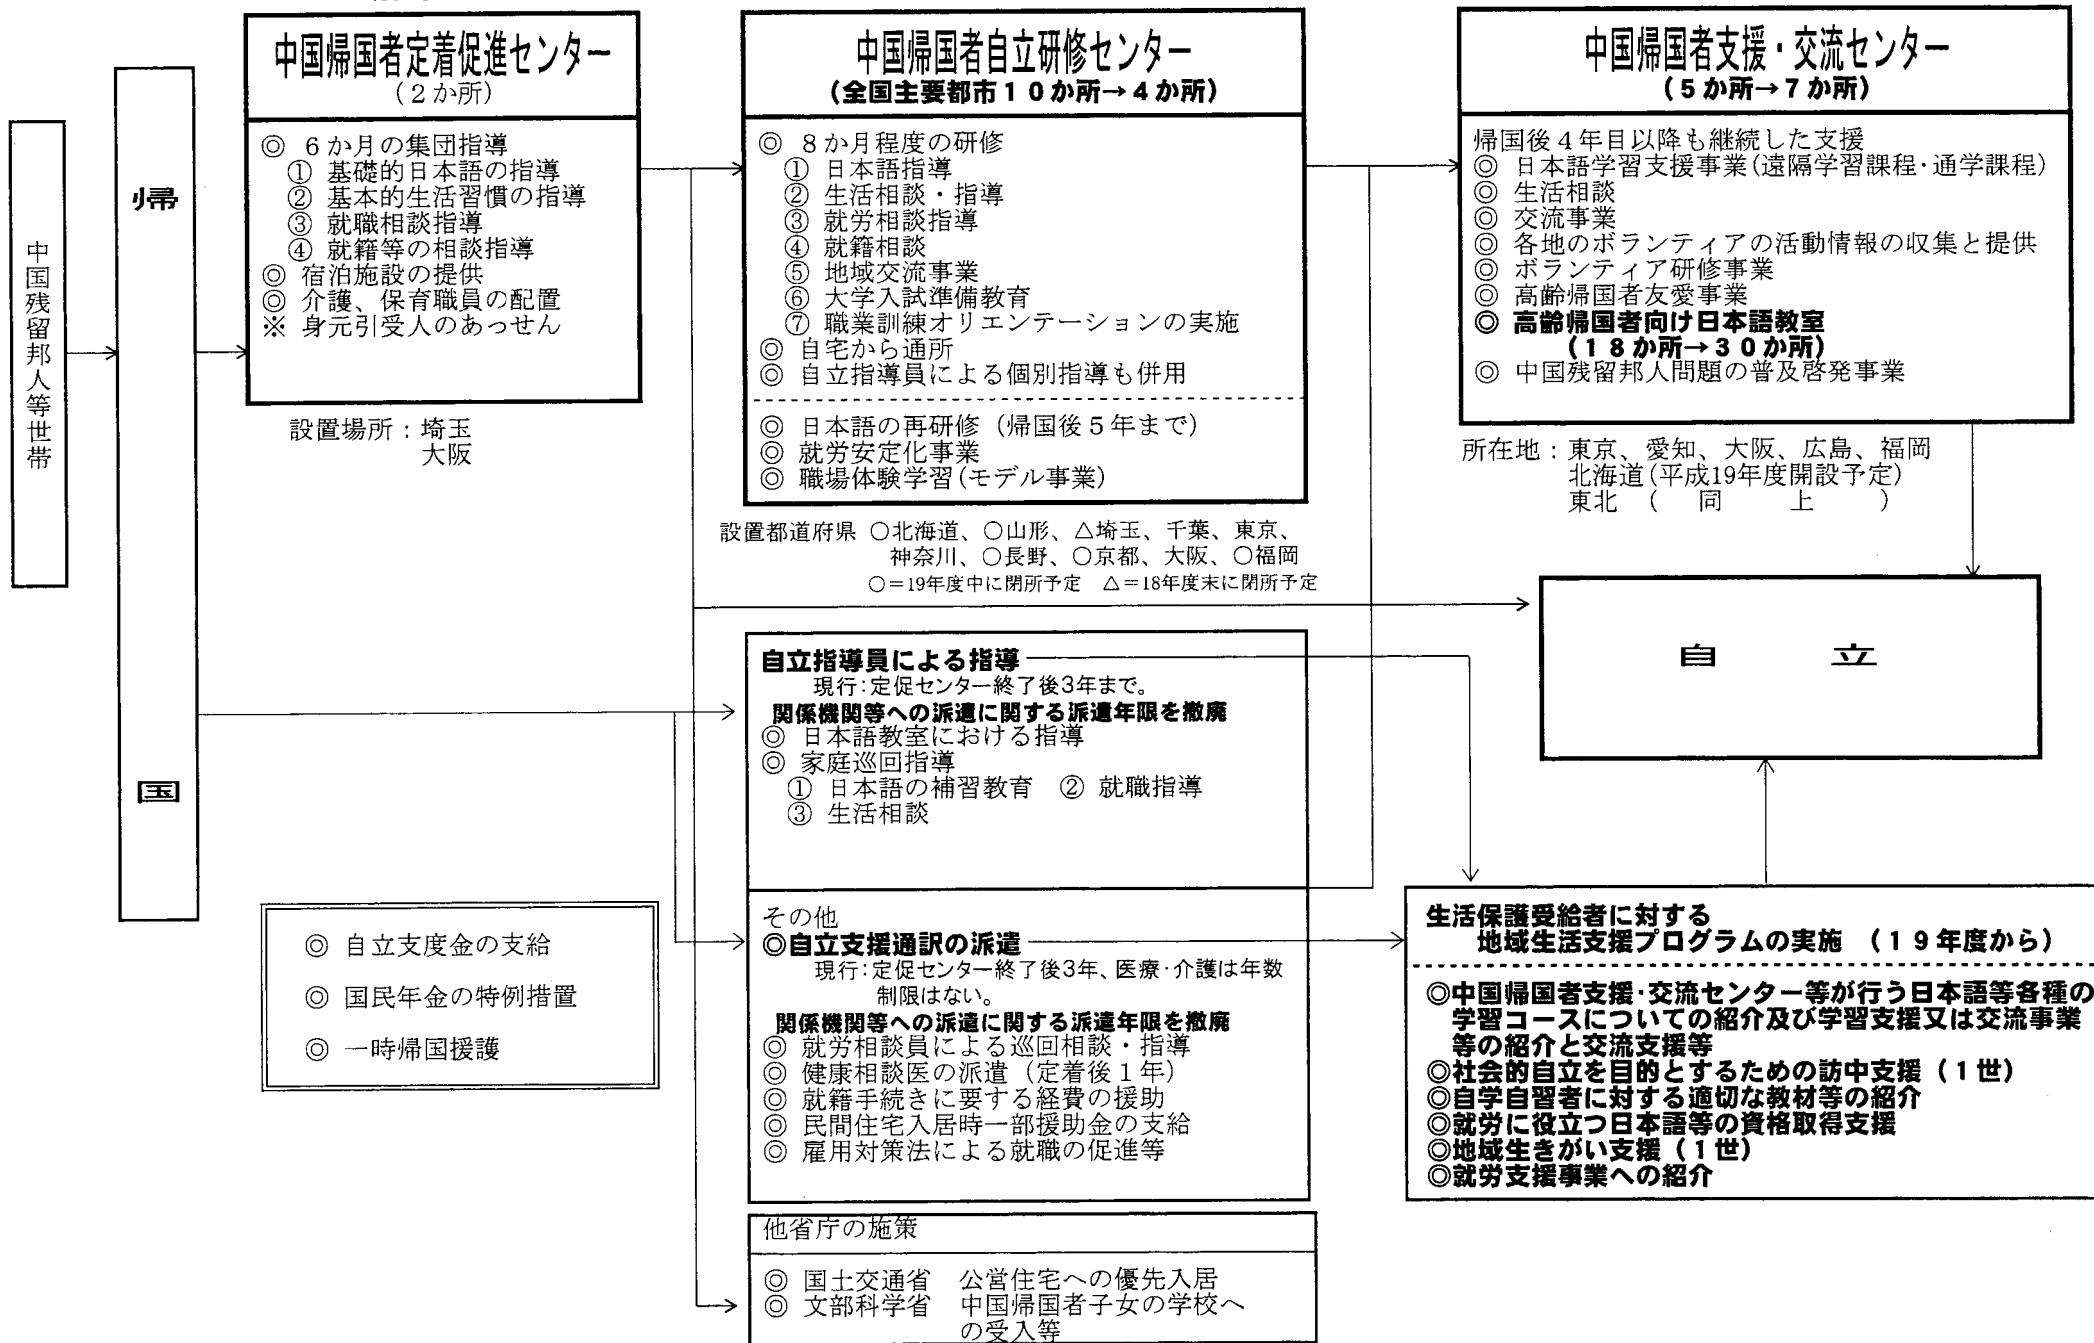 中国残留邦人等世帯
帰国
中国帰国者定着促進センター
(2か所)
◎ 6か月の集団指導
① 基礎的日本語の指導
② 基本的生活習慣の指導
③ 就職相談指導
④ 就籍等の相談指導
◎ 宿泊施設の提供
◎ 介護、保育職員の配置
※ 身元引受人のあっせん
設置場所：埼玉
大阪
中国帰国者自立研修センター
(全国主要都市10か所→4か所)
◎ 8か月程度の研修
① 日本語指導
② 生活相談・指導
③ 就労相談指導
④ 就籍相談
⑤ 地域交流事業
⑥ 大学入試準備教育
⑦ 職業訓練オリエンテーションの実施
◎ 自宅から通所
◎ 自立指導員による個別指導も併用
◎ 日本語の再研修(帰国後5年まで)
◎ 就労安定化事業
◎ 職場体験学習(モデル事業)
設置都道府県 ○北海道、○山形、△埼玉、千葉、東京、
神奈川、○長野、○京都、大阪、○福岡
○=19年度中に閉所予定 △=18年度末に閉所予定
中国帰国者支援・交流センター
(5か所→7か所)
帰国後4年目以降も継続した支援
◎ 日本語学習支援事業(遠隔学習課程・通学課程)
◎ 生活相談
◎ 交流事業
◎ 各地のボランティアの活動情報の収集と提供
◎ ボランティア研修事業
◎ 高齢帰国者友愛事業
◎ 高齢帰国者向け日本語教室
(18か所→30か所)
◎ 中国残留邦人問題の普及啓発事業
所在地：東京、愛知、大阪、広島、福岡
北海道(平成19年度開設予定)
東北 ( 同 上 )
自立
自立指導員による指導
現行：定促センター終了後3年まで。
関係機関等への派遣に関する派遣年限を撤廃
◎ 日本語教室における指導
◎ 家庭巡回指導
① 日本語の補習教育 ② 就職指導
③ 生活相談
その他
◎自立支援通訳の派遣
現行：定促センター終了後3年、医療・介護は年数
制限はない。
関係機関等への派遣に関する派遣年限を撤廃
◎ 就労相談員による巡回相談・指導
◎ 健康相談医の派遣(定着後1年)
◎ 就籍手続きに要する経費の援助
◎ 民間住宅入居時一部援助金の支給
◎ 雇用対策法による就職の促進等
◎ 自立支度金の支給
◎ 国民年金の特例措置
◎ 一時帰国援護
生活保護受給者に対する
地域生活支援プログラムの実施 (19年度から)
◎中国帰国者支援・交流センター等が行う日本語等各種の
学習コースについての紹介及び学習支援又は交流事業
等の紹介と交流支援等
◎社会的自立を目的とするための訪中支援(1世)
◎自学自習者に対する適切な教材等の紹介
◎就労に役立つ日本語等の資格取得支援
◎地域生きがい支援(1世)
◎就労支援事業への紹介
他省庁の施策
◎ 国土交通省 公営住宅への優先入居
◎ 文部科学省 中国帰国者子女の学校へ
の受入等